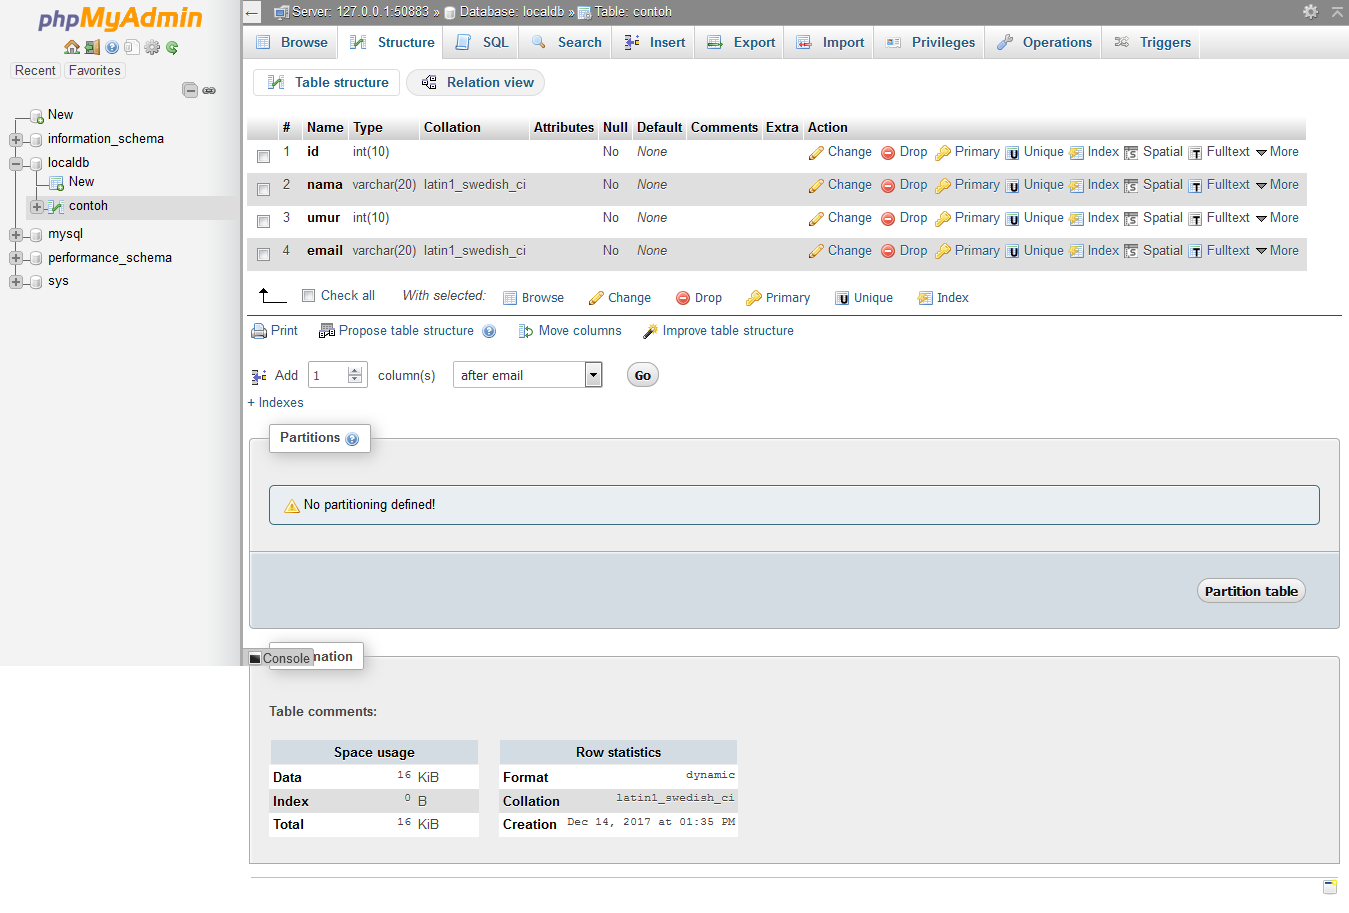 phpMyAdmin
Recent Favorites
New
information_schema
localdb
New
contoh
mysql
performance_schema
sys
Server: 127.0.0.1:50883 » Database: localdb » Table: contoh
Browse Structure SQL Search Insert Export Import Privileges Operations Triggers
Table structure Relation view
# Name Type Collation Attributes Null Default Comments Extra Action
1 id int(10) No None Change Drop Primary Unique Index Spatial Fulltext More
2 nama varchar(20) latin1_swedish_ci No None Change Drop Primary Unique Index Spatial Fulltext More
3 umur int(10) No None Change Drop Primary Unique Index Spatial Fulltext More
4 email varchar(20) latin1_swedish_ci No None Change Drop Primary Unique Index Spatial Fulltext More
Check all With selected: Browse Change Drop Primary Unique Index
Print Propose table structure Move columns Improve table structure
Add 1 column(s) after email Go
+ Indexes
Partitions
No partitioning defined!
Partition table
Console mation
Table comments:
Space usage
Data 16 KiB
Index 0 B
Total 16 KiB
Row statistics
Format dynamic
Collation latin1_swedish_ci
Creation Dec 14, 2017 at 01:35 PM